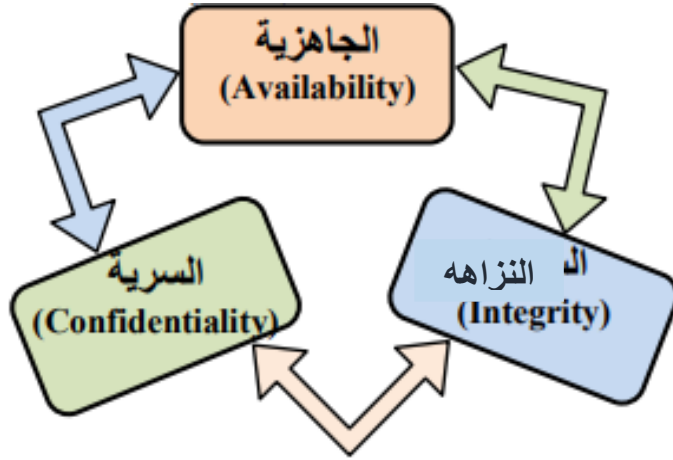 الجاهزية
(Availability)
السرية
(Confidentiality)
النزاهه
(Integrity)